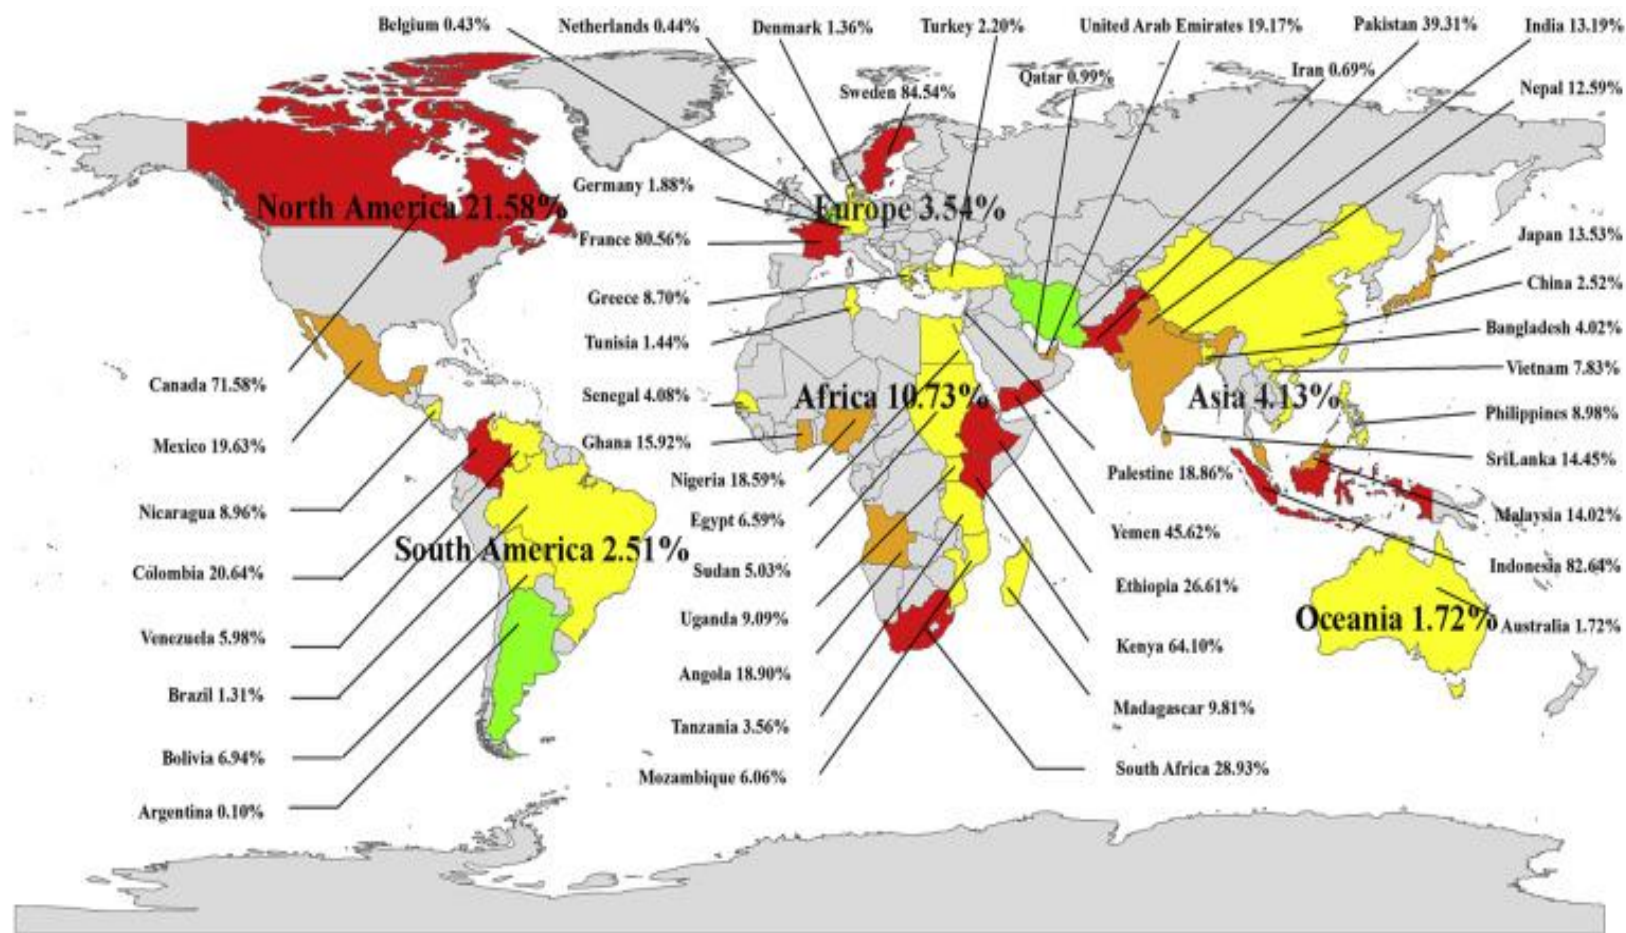 Belgium 0.43%
Netherlands 0.44%
Denmark 1.36%
Turkey 2.20%
United Arab Emirates 19.17%
Pakistan 39.31%
India 13.19%
Sweden 84.54%
Qatar 0.99%
Iran 0.69%
Nepal 12.59%
Germany 1.88%
North America 21.58%
Europe 3.54%
France 80.56%
Japan 13.53%
Greece 8.70%
China 2.52%
Tunisia 1.44%
Bangladesh 4.02%
Canada 71.58%
Senegal 4.08%
Africa 10.73%
Asia 4.13%
Vietnam 7.83%
Mexico 19.63%
Ghana 15.92%
Philippines 8.98%
Nigeria 18.59%
Palestine 18.86%
SriLanka 14.45%
Nicaragua 8.96%
Egypt 6.59%
Yemen 45.62%
Malaysia 14.02%
South America 2.51%
Colombia 20.64%
Sudan 5.03%
Ethiopia 26.61%
Indonesia 82.64%
Venezuela 5.98%
Uganda 9.09%
Kenya 64.10%
Oceania 1.72%
Australia 1.72%
Brazil 1.31%
Angola 18.90%
Madagascar 9.81%
Bolivia 6.94%
Tanzania 3.56%
South Africa 28.93%
Argentina 0.10%
Mozambique 6.06%